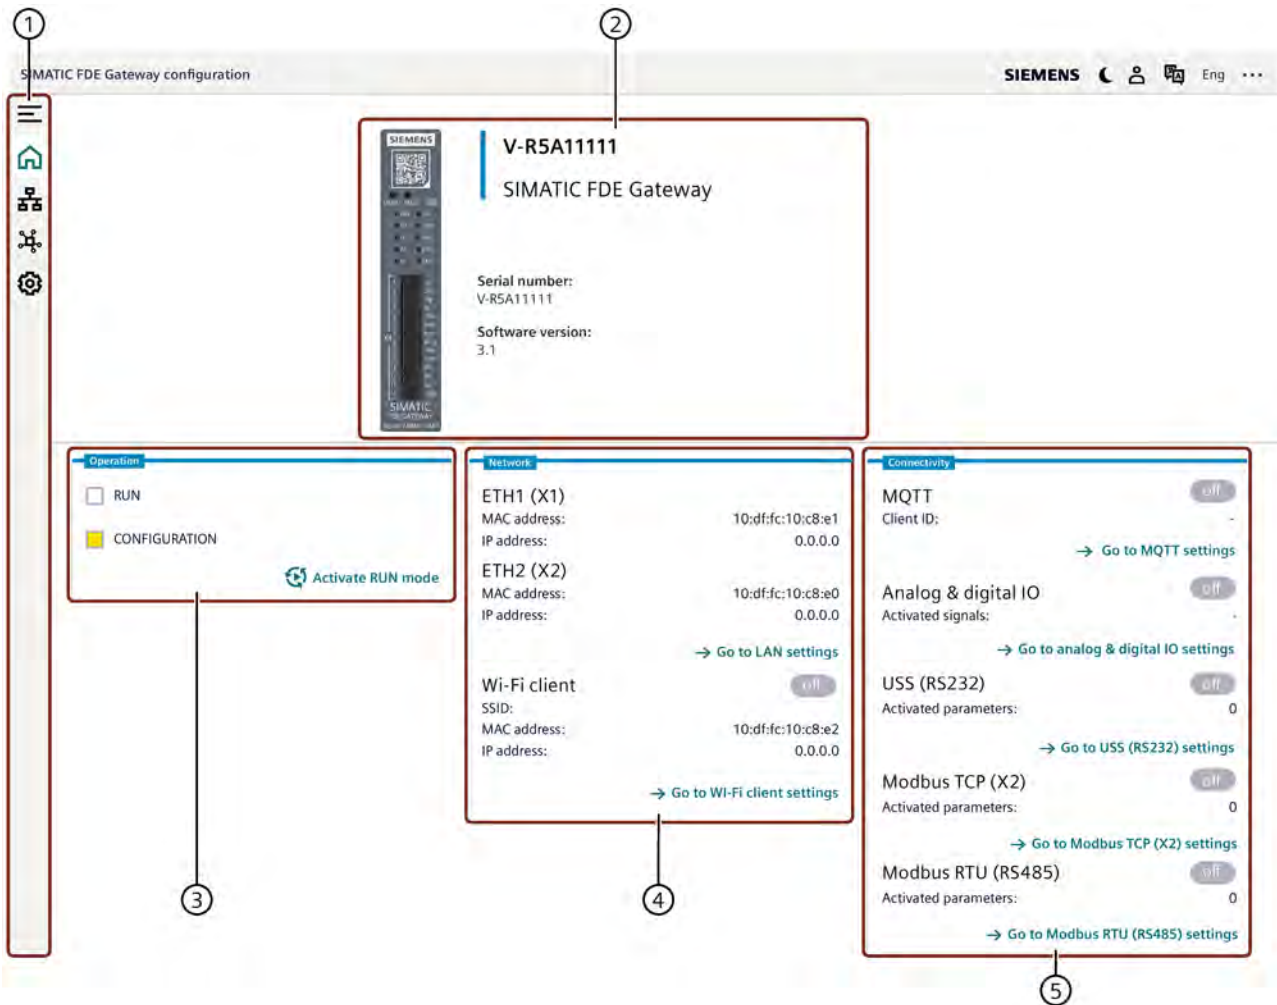 1
2
SIMATIC FDE Gateway configuration
SIEMENS
Eng
SIEMENS
V-R5A11111
SIMATIC FDE Gateway
Serial number:
V-R5A11111
Software version:
3.1
SIMATIC
Operation
RUN
CONFIGURATION
Activate RUN mode
3
Network
ETH1 (X1)
MAC address: 10:df:fc:10:c8:e1
IP address: 0.0.0.0
ETH2 (X2)
MAC address: 10:df:fc:10:c8:e0
IP address: 0.0.0.0
→ Go to LAN settings
Wi-Fi client off
SSID:
MAC address: 10:df:fc:10:c8:e2
IP address: 0.0.0.0
→ Go to WI-Fi client settings
4
Connectivity
MQTT off
Client ID: -
→ Go to MQTT settings
Analog & digital IO off
Activated signals: -
→ Go to analog & digital IO settings
USS (RS232) off
Activated parameters: 0
→ Go to USS (RS232) settings
Modbus TCP (X2) off
Activated parameters: 0
→ Go to Modbus TCP (X2) settings
Modbus RTU (RS485) off
Activated parameters: 0
→ Go to Modbus RTU (RS485) settings
5